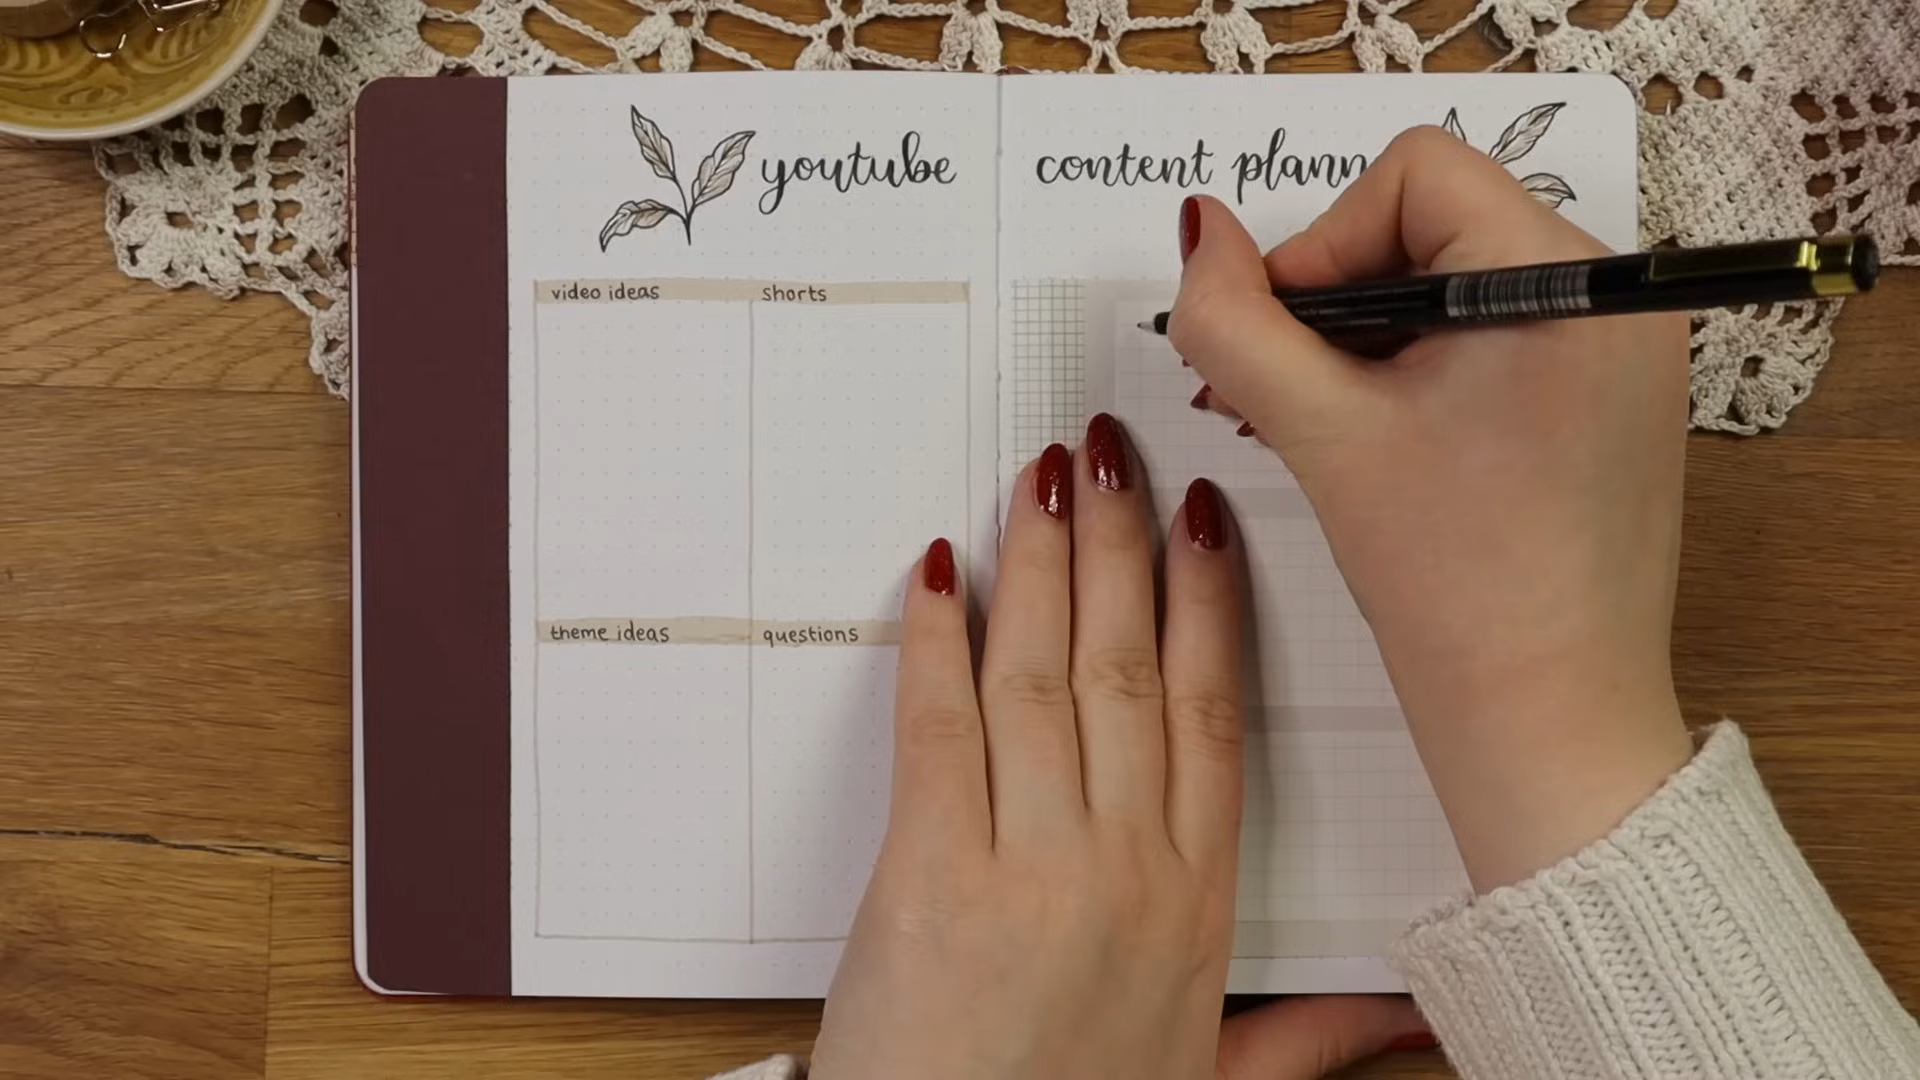 youtube
content plann
video ideas
shorts
theme ideas
questions